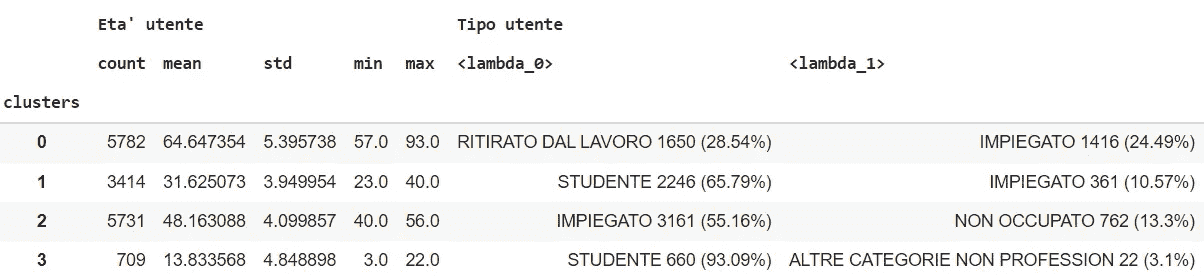 Eta' utente Tipo utente
count mean std min max <lambda_0> <lambda_1>
clusters
0 5782 64.647354 5.395738 57.0 93.0 RITIRATO DAL LAVORO 1650 (28.54%) IMPIEGATO 1416 (24.49%)
1 3414 31.625073 3.949954 23.0 40.0 STUDENTE 2246 (65.79%) IMPIEGATO 361 (10.57%)
2 5731 48.163088 4.099857 40.0 56.0 IMPIEGATO 3161 (55.16%) NON OCCUPATO 762 (13.3%)
3 709 13.833568 4.848898 3.0 22.0 STUDENTE 660 (93.09%) ALTRE CATEGORIE NON PROFESSION 22 (3.1%)